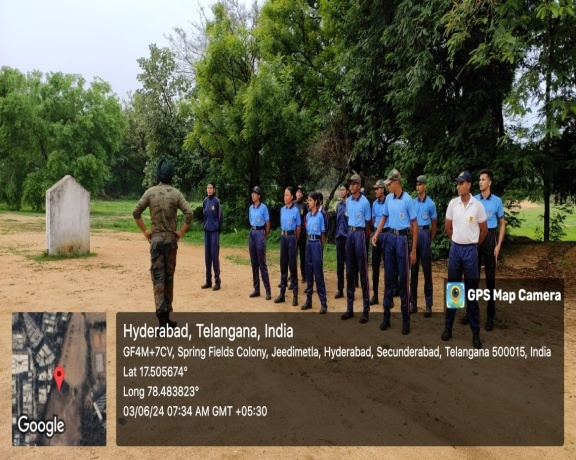 GPS Map Camera
Hyderabad, Telangana, India
GF4M+7CV, Spring Fields Colony, Jeedimetla, Hyderabad, Secunderabad, Telangana 500015, India
Lat 17.505674°
Long 78.483823°
03/06/24 07:34 AM GMT +05:30
Google